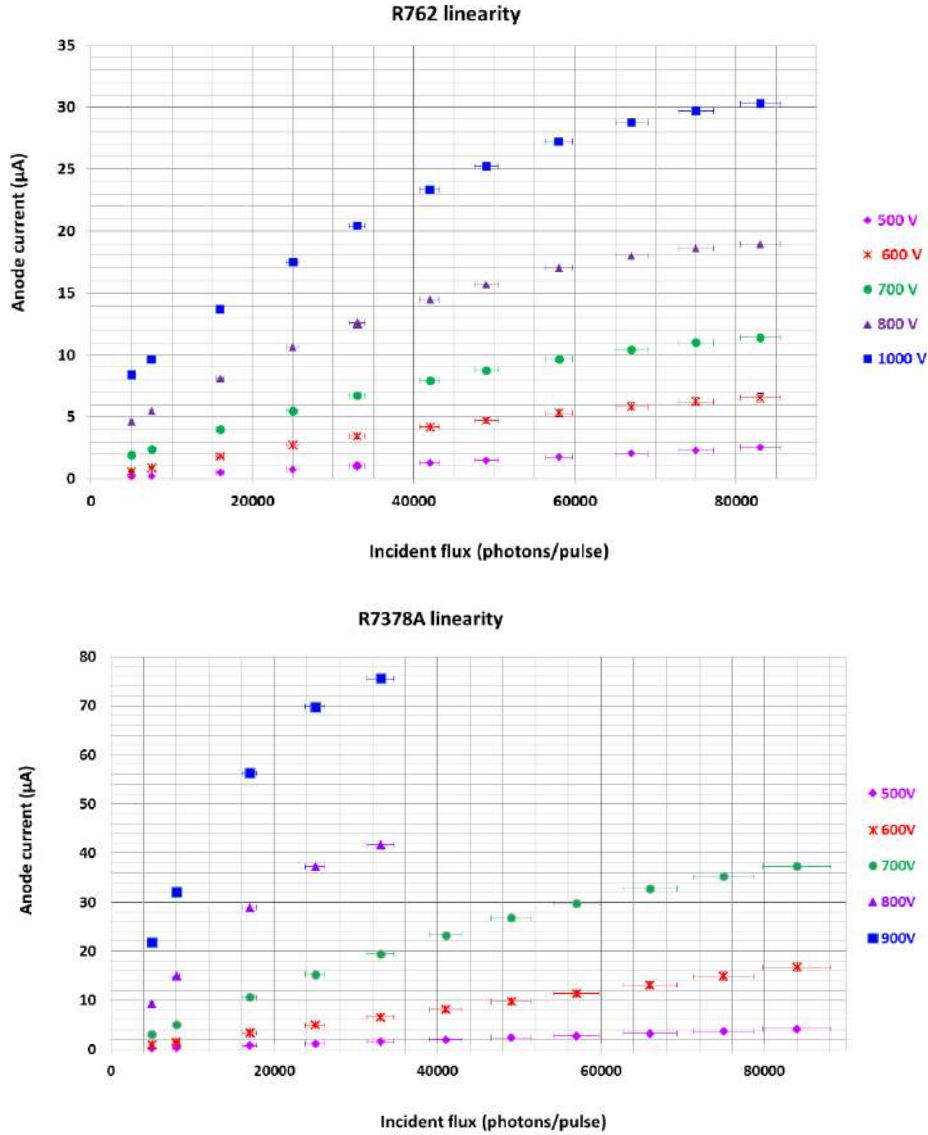 R762 linearity
35
30
25
20
15
10
5
0
Anode current (μA)
0 20000 40000 60000 80000
Incident flux (photons/pulse)
500 V
600 V
700 V
800 V
1000 V
R7378A linearity
80
70
60
50
40
30
20
10
0
Anode current (μA)
0 20000 40000 60000 80000
Incident flux (photons/pulse)
500V
600V
700V
800V
900V